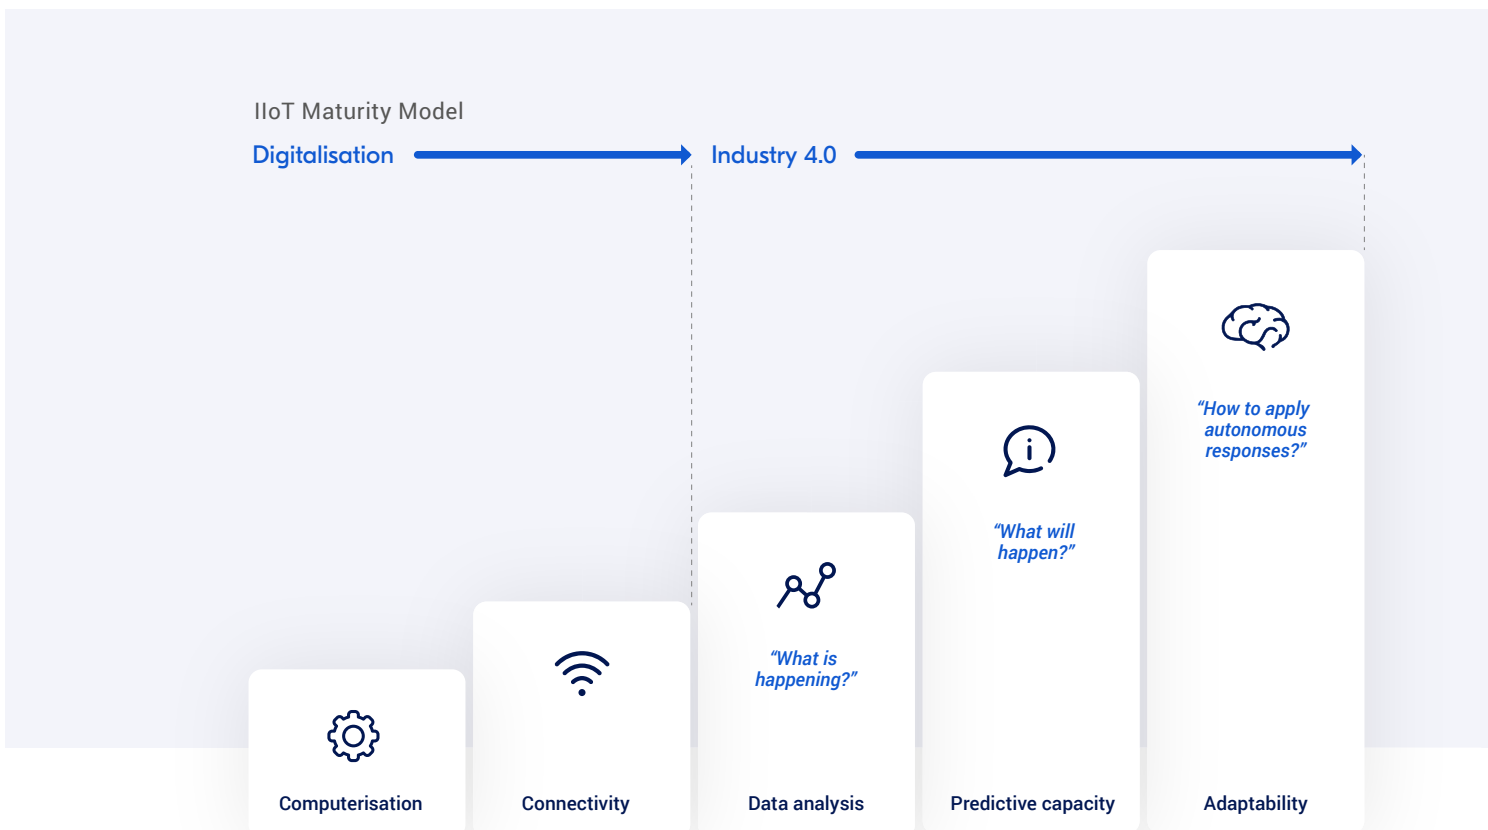 IIoT Maturity Model
Digitalisation
Industry 4.0
Computerisation
Connectivity
“What is
happening?”
Data analysis
“What will
happen?”
Predictive capacity
“How to apply
autonomous
responses?”
Adaptability